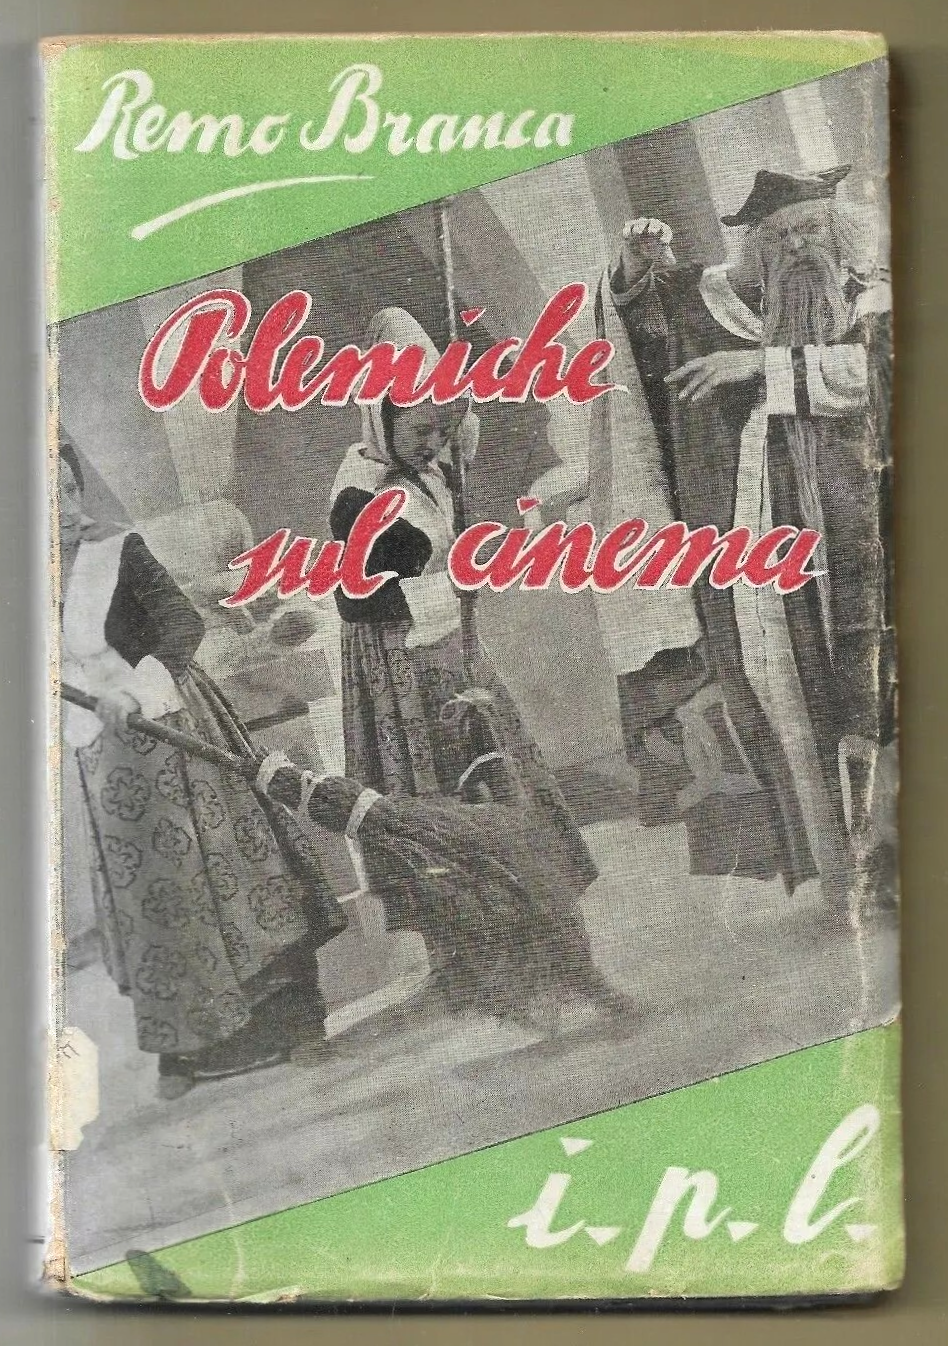 Remo Branca
Polemiche
sul cinema
i.p.l.